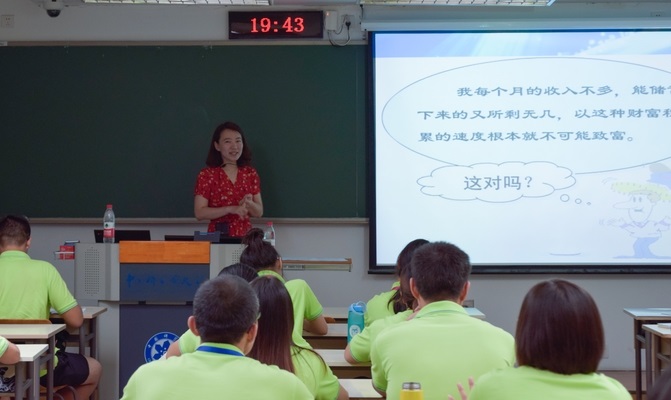 19:43
我每个月的收入不多，能储
下来的又所剩无几，以这种财富积
累的速度根本就不可能致富。
这对吗？